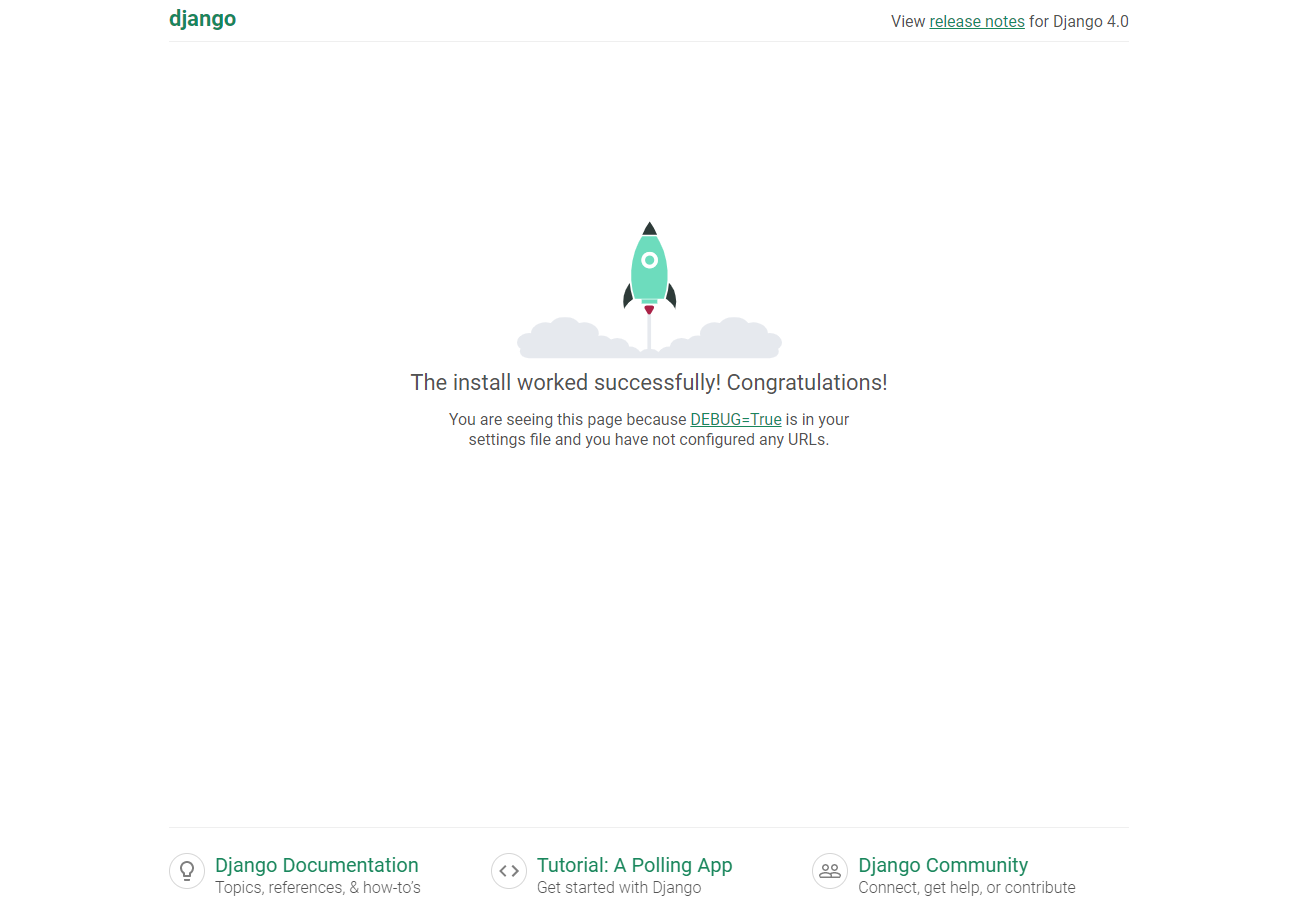 django
View release notes for Django 4.0
The install worked successfully! Congratulations!
You are seeing this page because DEBUG=True is in your
settings file and you have not configured any URLs.
Django Documentation
Topics, references, & how-to’s
Tutorial: A Polling App
Get started with Django
Django Community
Connect, get help, or contribute